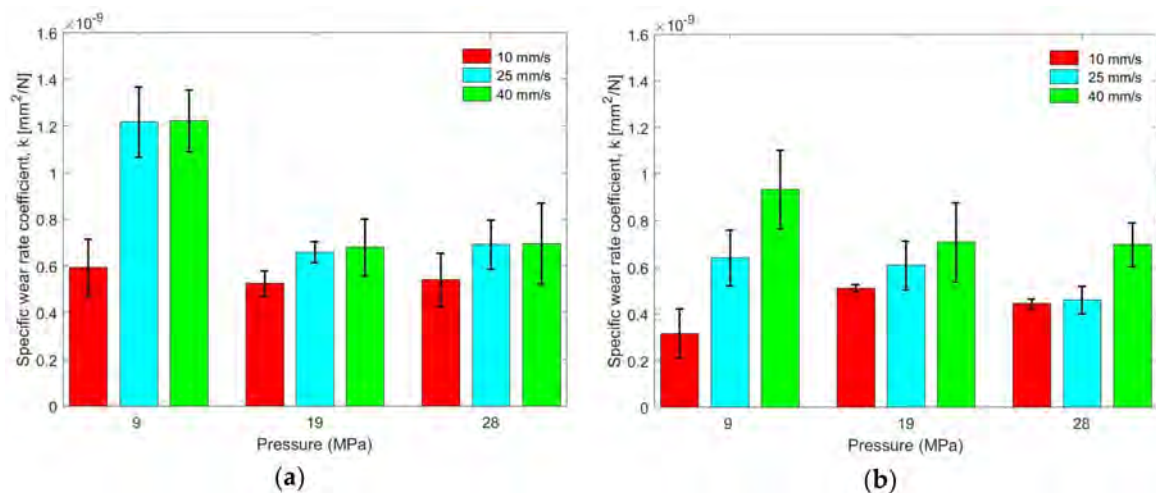 ×10⁻⁹
1.6
1.4
1.2
1
0.8
0.6
0.4
0.2
0
Specific wear rate coefficient, k [mm²/N]
10 mm/s
25 mm/s
40 mm/s
9
19
28
Pressure (MPa)
(a)
×10⁻⁹
1.6
1.4
1.2
1
0.8
0.6
0.4
0.2
0
Specific wear rate coefficient, k [mm²/N]
10 mm/s
25 mm/s
40 mm/s
9
19
28
Pressure (MPa)
(b)